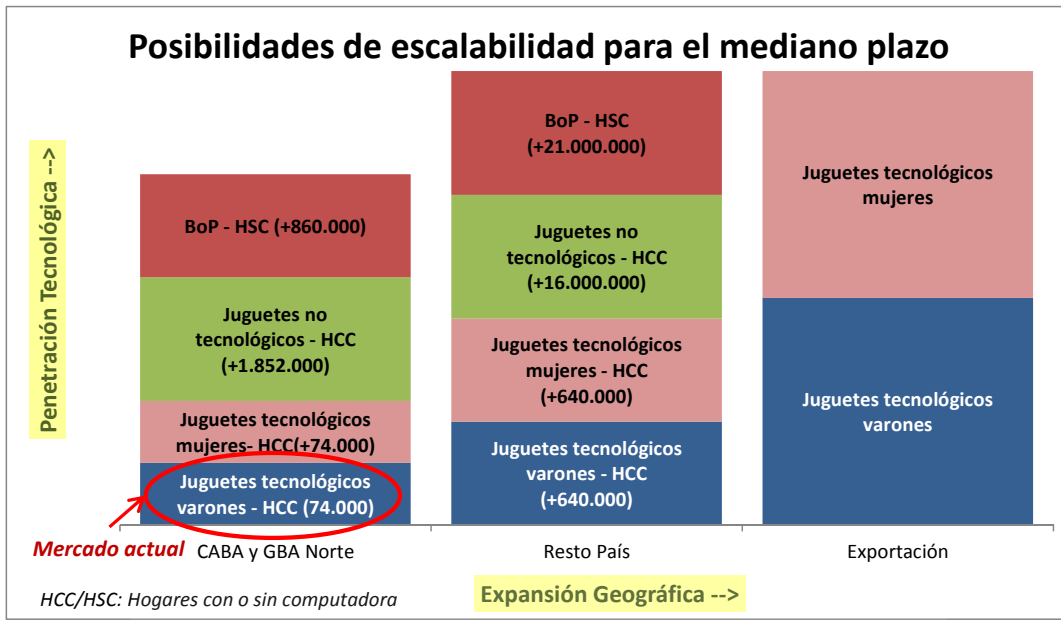 Posibilidades de escalabilidad para el mediano plazo
Penetración Tecnológica -->
BoP - HSC (+860.000)
Juguetes no
tecnológicos - HCC
(+1.852.000)
Juguetes tecnológicos
mujeres- HCC(+74.000)
Juguetes tecnológicos
varones - HCC (74.000)
BoP - HSC
(+21.000.000)
Juguetes no
tecnológicos - HCC
(+16.000.000)
Juguetes tecnológicos
mujeres - HCC
(+640.000)
Juguetes tecnológicos
varones - HCC
(+640.000)
Juguetes tecnológicos
mujeres
Juguetes tecnológicos
varones
Mercado actual
CABA y GBA Norte
Resto País
Exportación
HCC/HSC: Hogares con o sin computadora
Expansión Geográfica -->